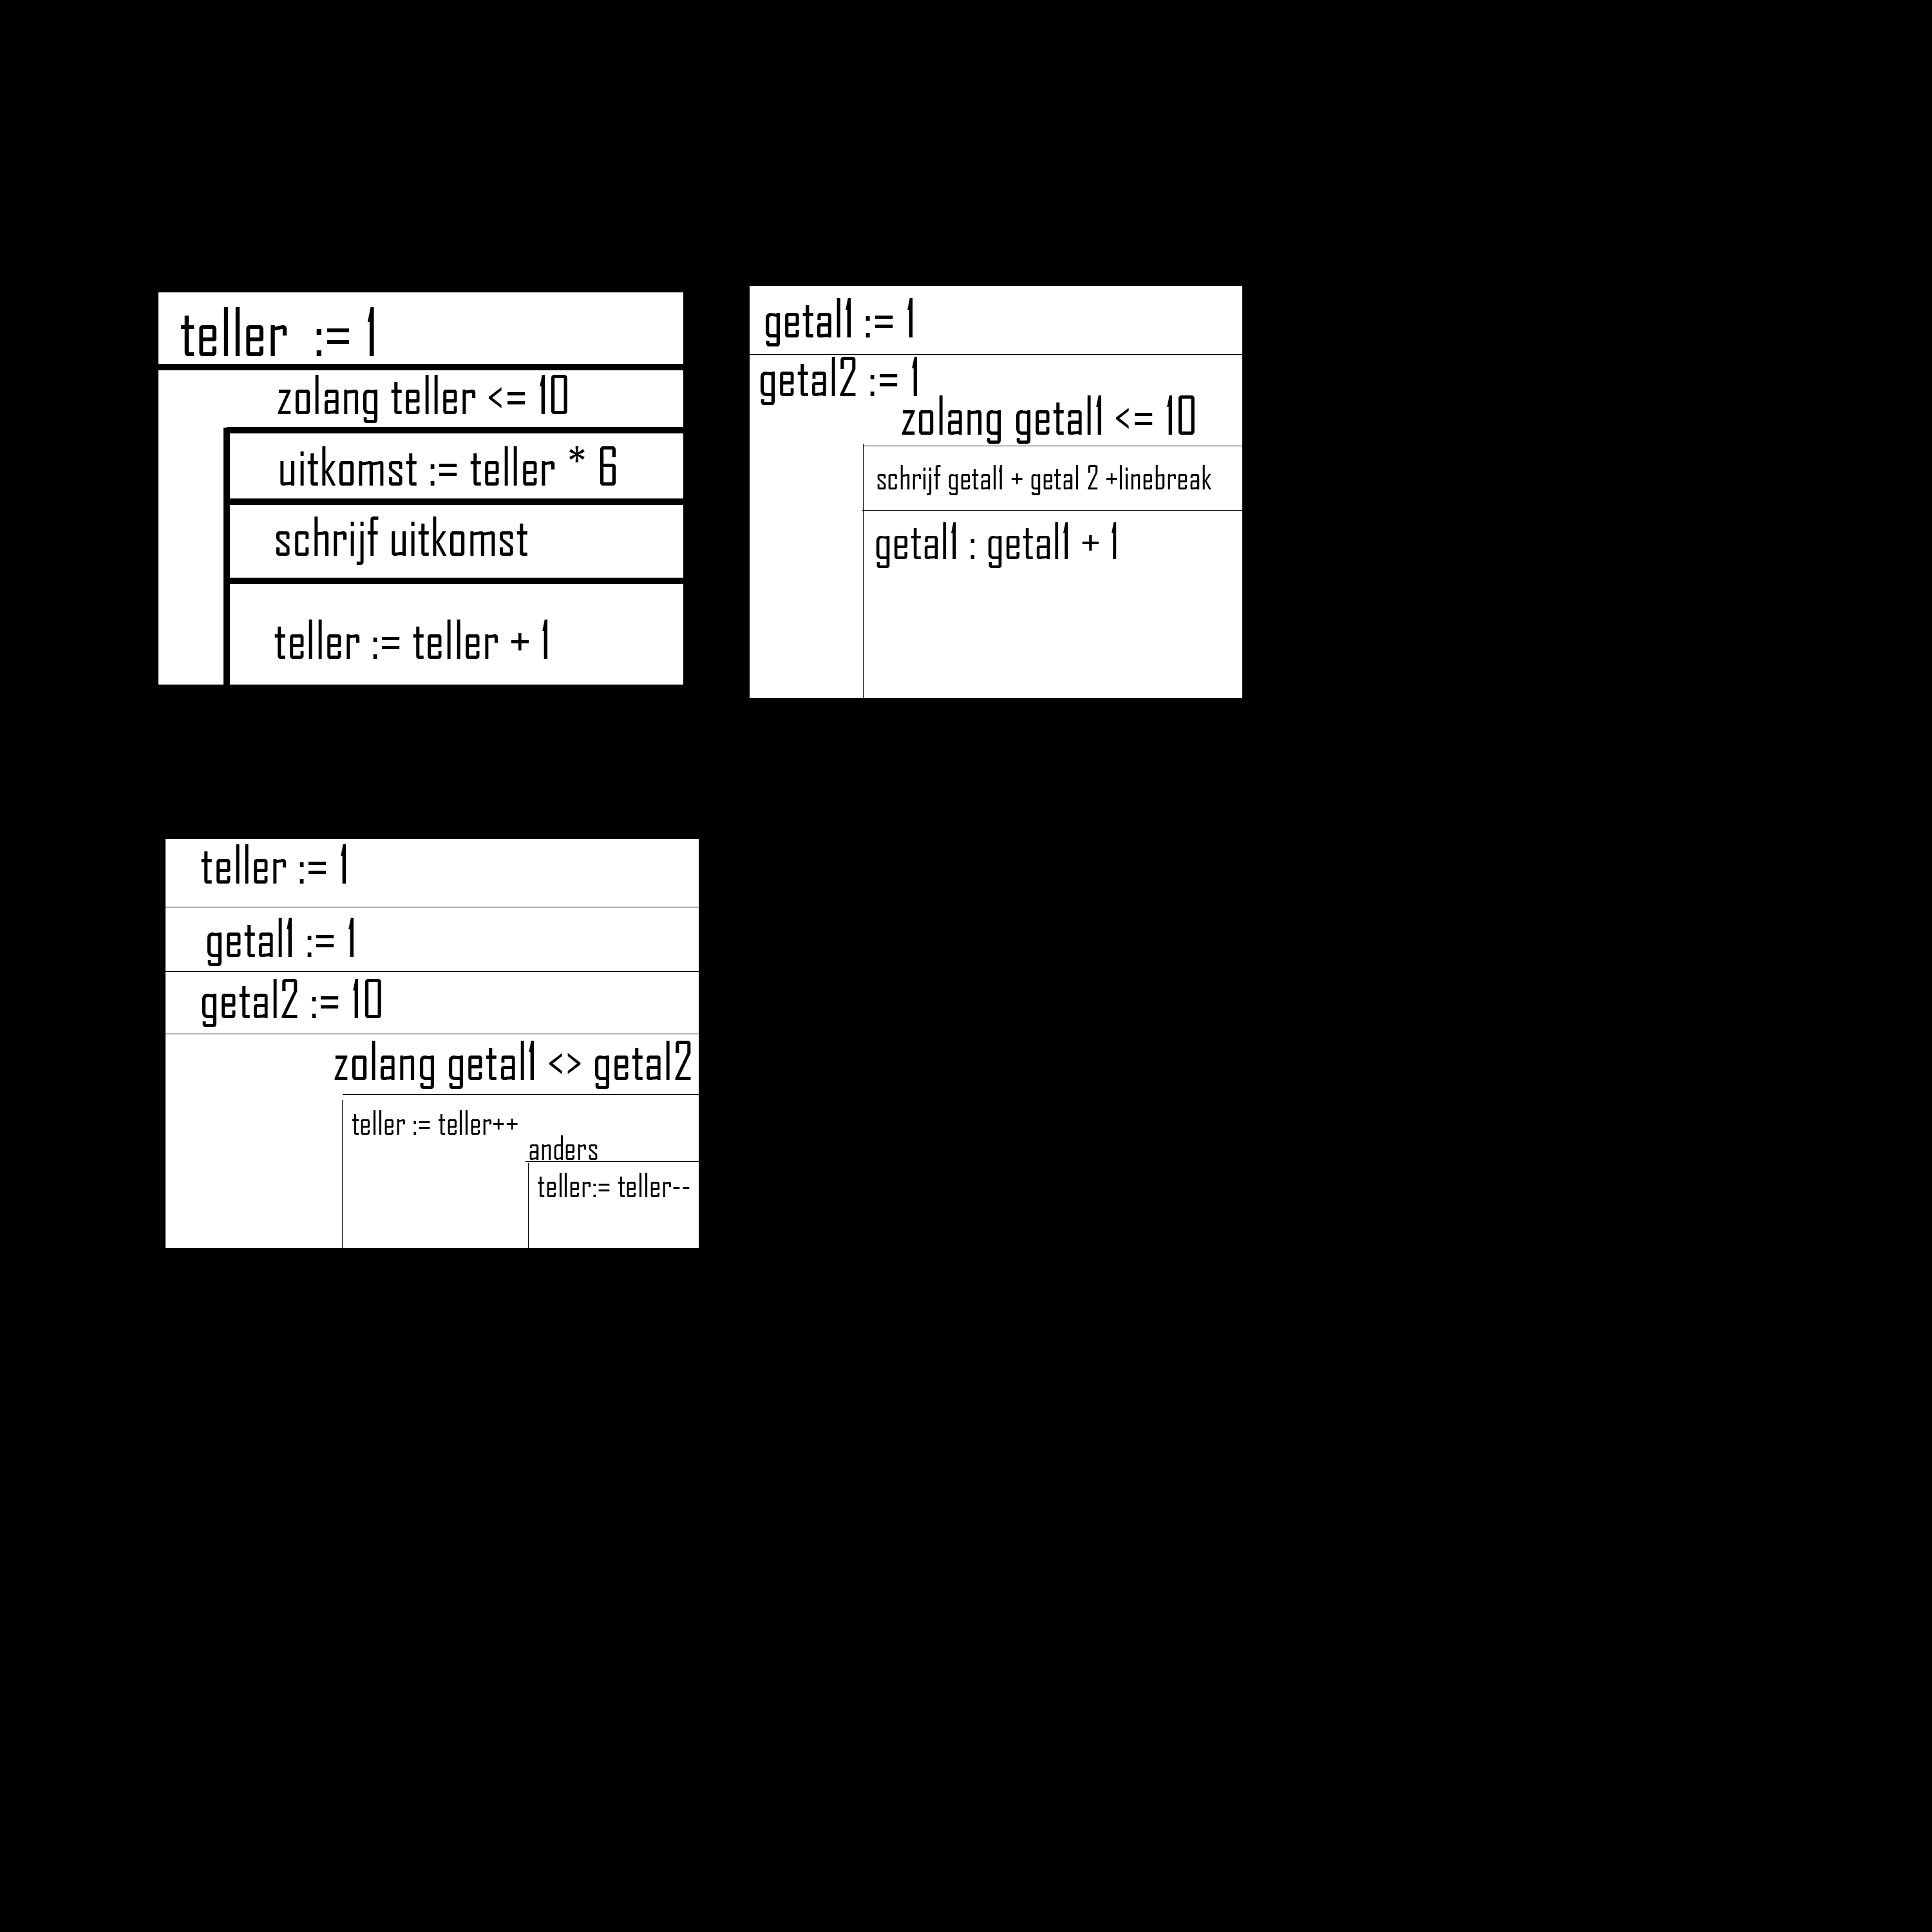 teller := 1
zolang teller <= 10
uitkomst := teller * 6
schrijf uitkomst
teller := teller + 1
getal1 := 1
getal2 := 1
zolang getal1 <= 10
schrijf getal1 + getal 2 +linebreak
getal1 : getal1 + 1
teller := 1
getal1 := 1
getal2 := 10
zolang getal1 <> getal2
teller := teller++
anders
teller:= teller--